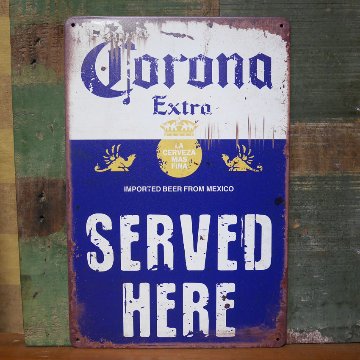 Corona
Extra
LA
CERVEZA
MAS
FINA
IMPORTED BEER FROM MEXICO
SERVED
HERE